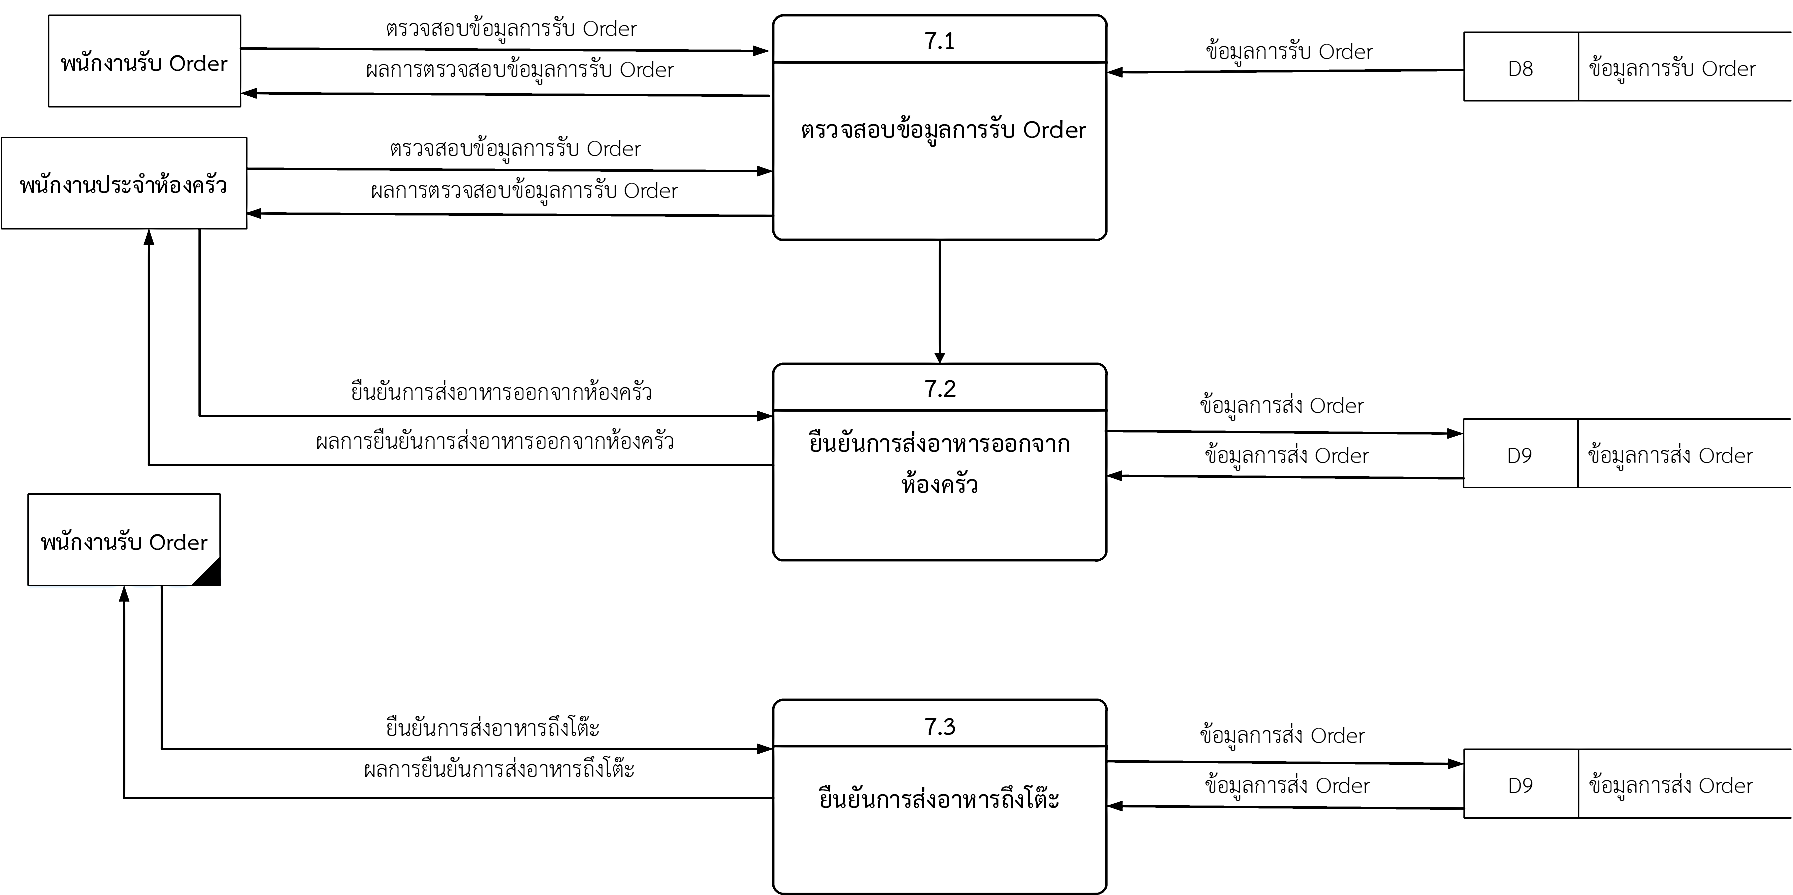 พนักงานรับ Order
ตรวจสอบข้อมูลการรับ Order
ผลการตรวจสอบข้อมูลการรับ Order
7.1
ตรวจสอบข้อมูลการรับ Order
ข้อมูลการรับ Order
D8
ข้อมูลการรับ Order
พนักงานประจำห้องครัว
ตรวจสอบข้อมูลการรับ Order
ผลการตรวจสอบข้อมูลการรับ Order
ยืนยันการส่งอาหารออกจากห้องครัว
ผลการยืนยันการส่งอาหารออกจากห้องครัว
7.2
ยืนยันการส่งอาหารออกจาก
ห้องครัว
ข้อมูลการส่ง Order
ข้อมูลการส่ง Order
D9
ข้อมูลการส่ง Order
พนักงานรับ Order
ยืนยันการส่งอาหารถึงโต๊ะ
ผลการยืนยันการส่งอาหารถึงโต๊ะ
7.3
ยืนยันการส่งอาหารถึงโต๊ะ
ข้อมูลการส่ง Order
ข้อมูลการส่ง Order
D9
ข้อมูลการส่ง Order